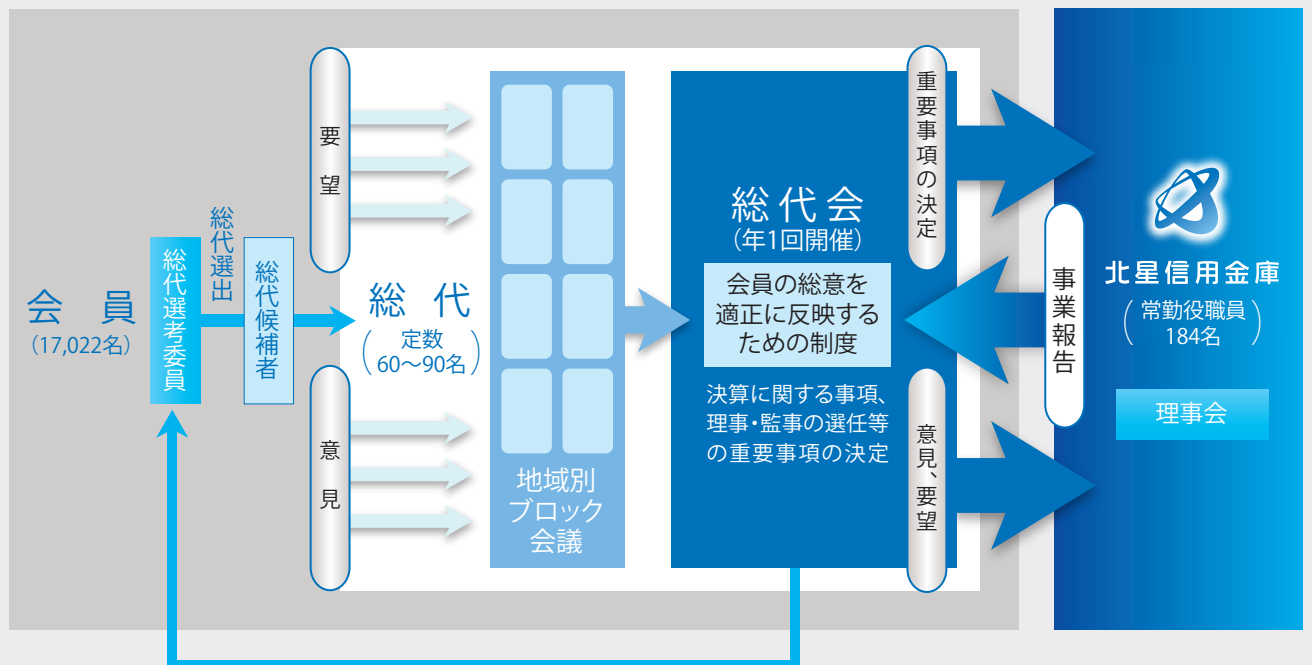 会員
（17,022名）
総代選考委員
総代選出
総代候補者
要望
総代
（定数
60～90名）
意見
地域別
ブロック
会議
総代会
（年1回開催）
会員の総意を
適正に反映する
ための制度
決算に関する事項、
理事・監事の選任等
の重要事項の決定
重要事項の決定
意見、要望
事業報告
北星信用金庫
（常勤役職員
184名）
理事会